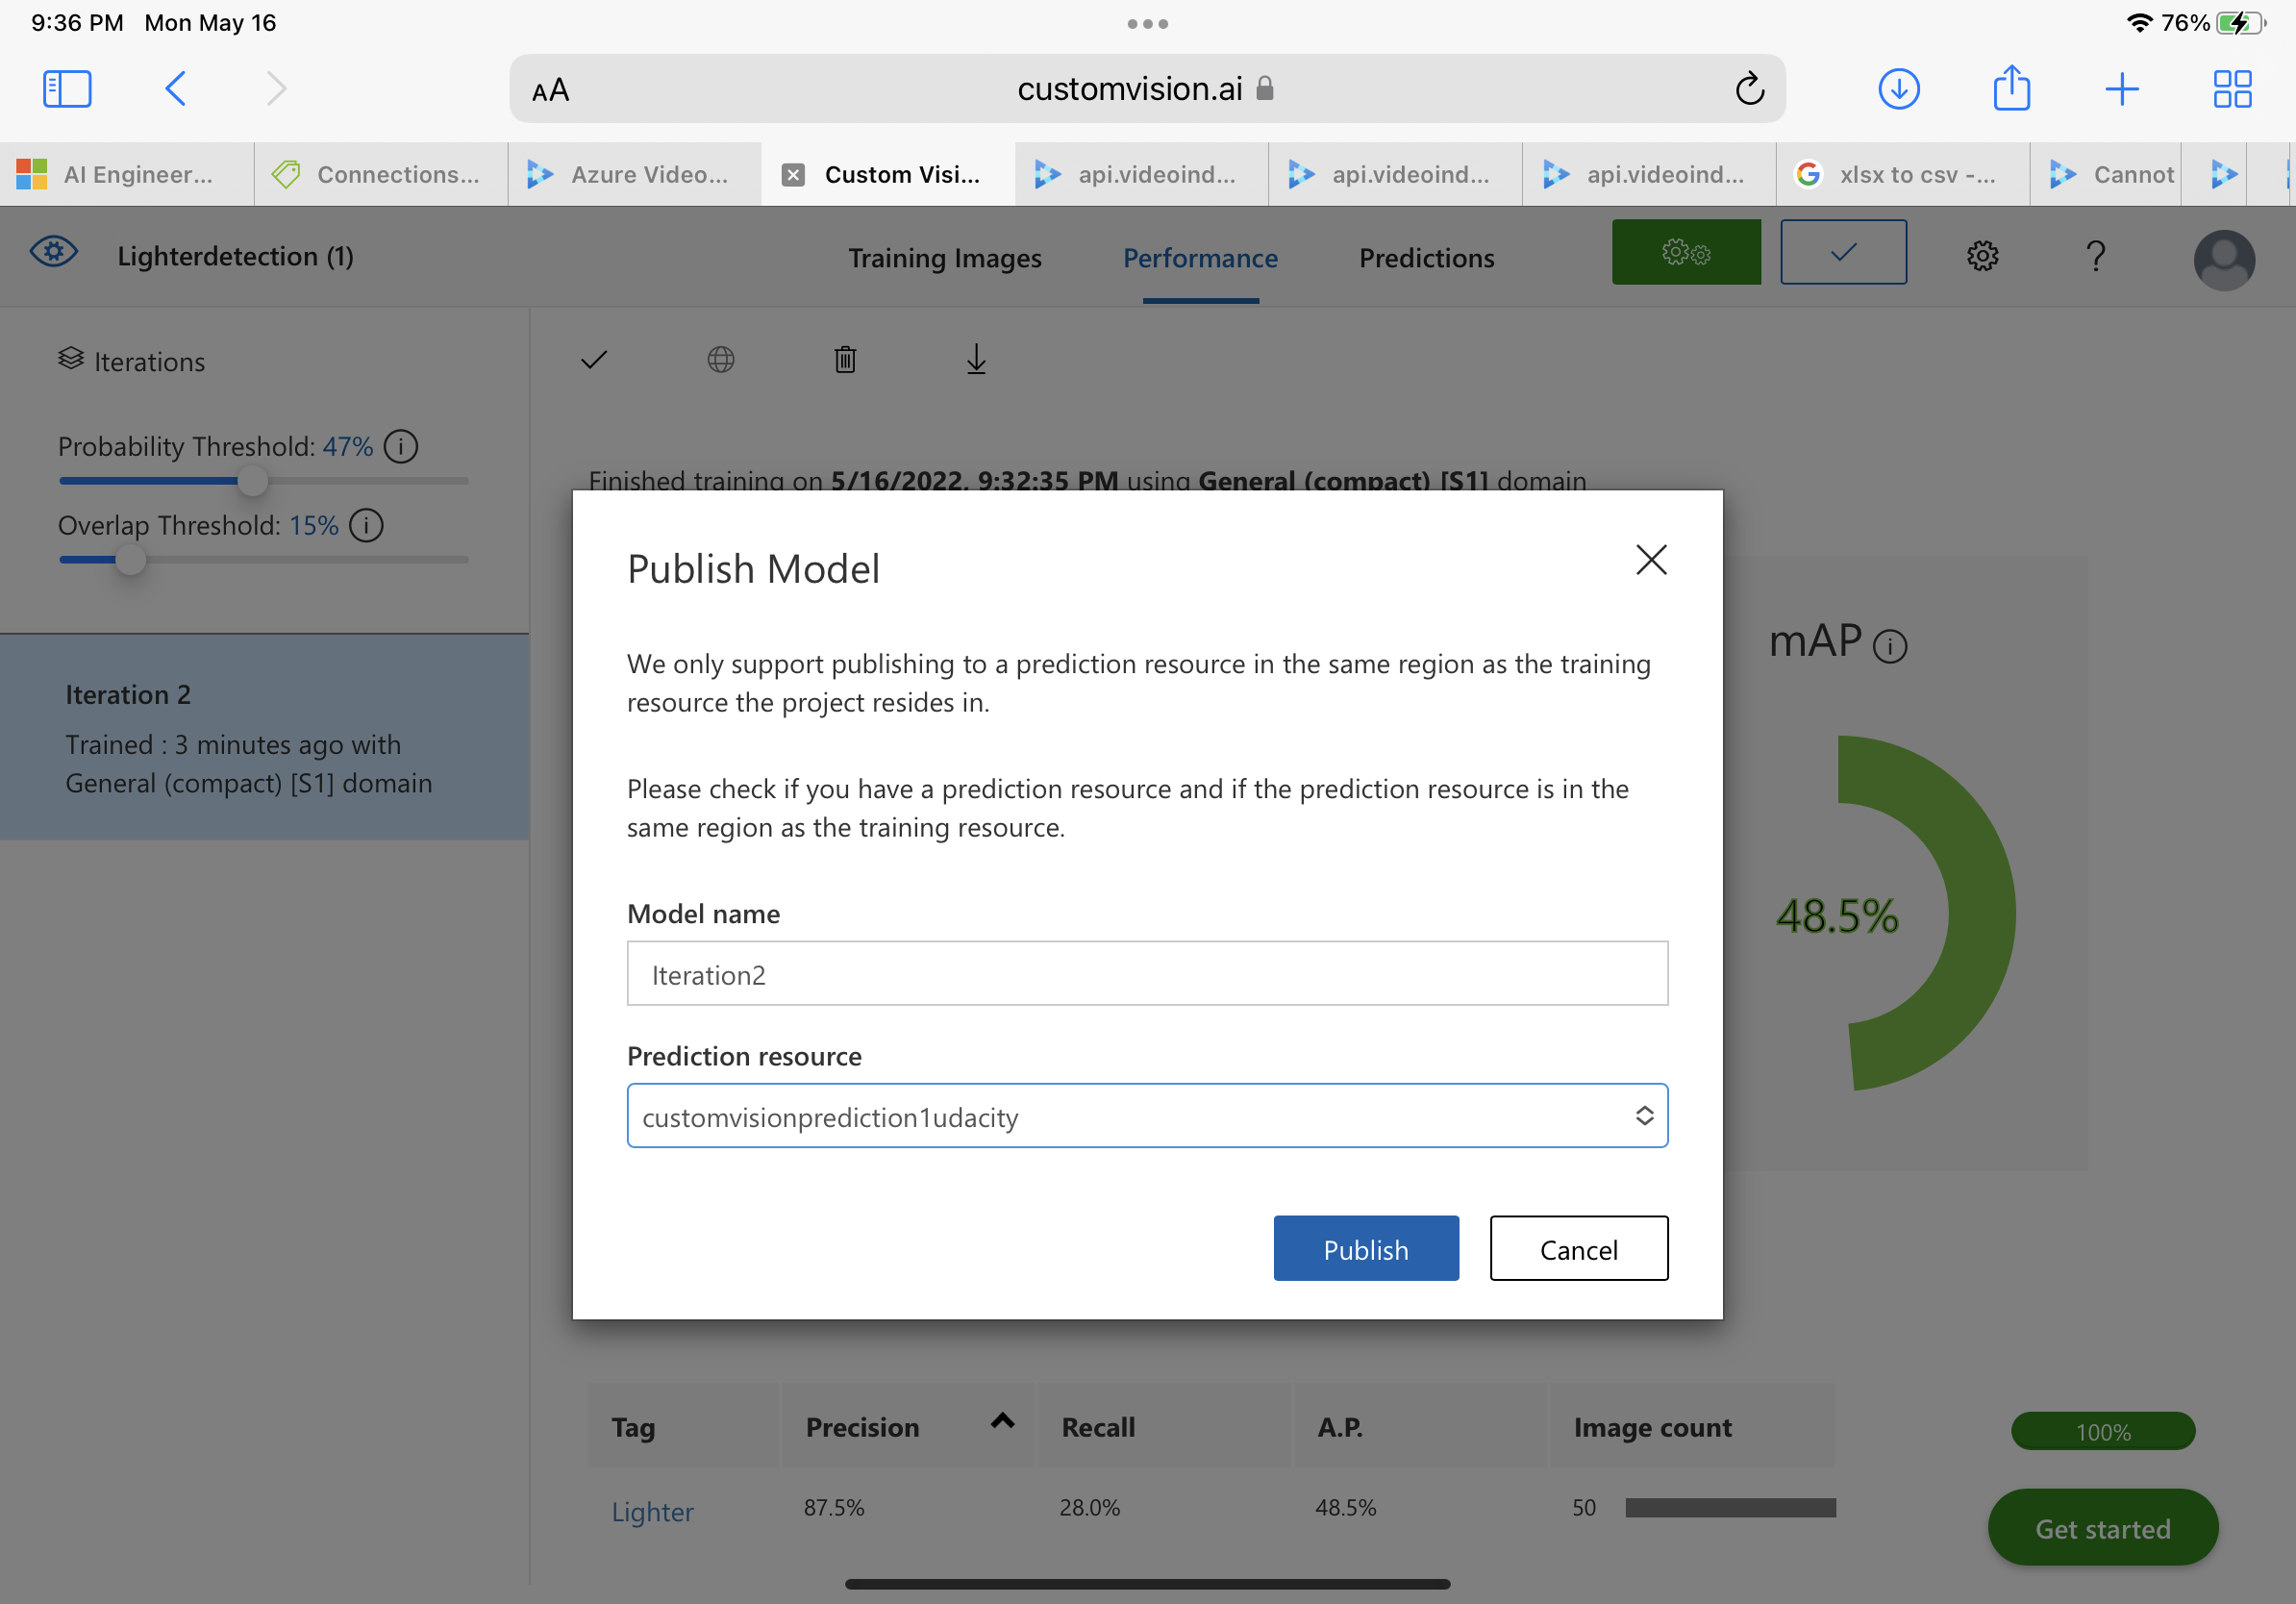 9:36 PM Mon May 16
76%
AA
customvision.ai
AI Engineer...
Connections...
Azure Video...
Custom Visi...
api.videoind...
api.videoind...
api.videoind...
xlsx to csv -...
Cannot
Lighterdetection (1)
Training Images
Performance
Predictions
?
Iterations
Probability Threshold: 47%
Overlap Threshold: 15%
Iteration 2
Trained : 3 minutes ago with
General (compact) [S1] domain
Finished training on 5/16/2022, 9:32:35 PM using General (compact) [S1] domain
Publish Model
We only support publishing to a prediction resource in the same region as the training
resource the project resides in.
Please check if you have a prediction resource and if the prediction resource is in the
same region as the training resource.
Model name
Iteration2
Prediction resource
customvisionprediction1udacity
Publish
Cancel
mAP
48.5%
Tag
Precision
Recall
A.P.
Image count
Lighter
87.5%
28.0%
48.5%
50
100%
Get started